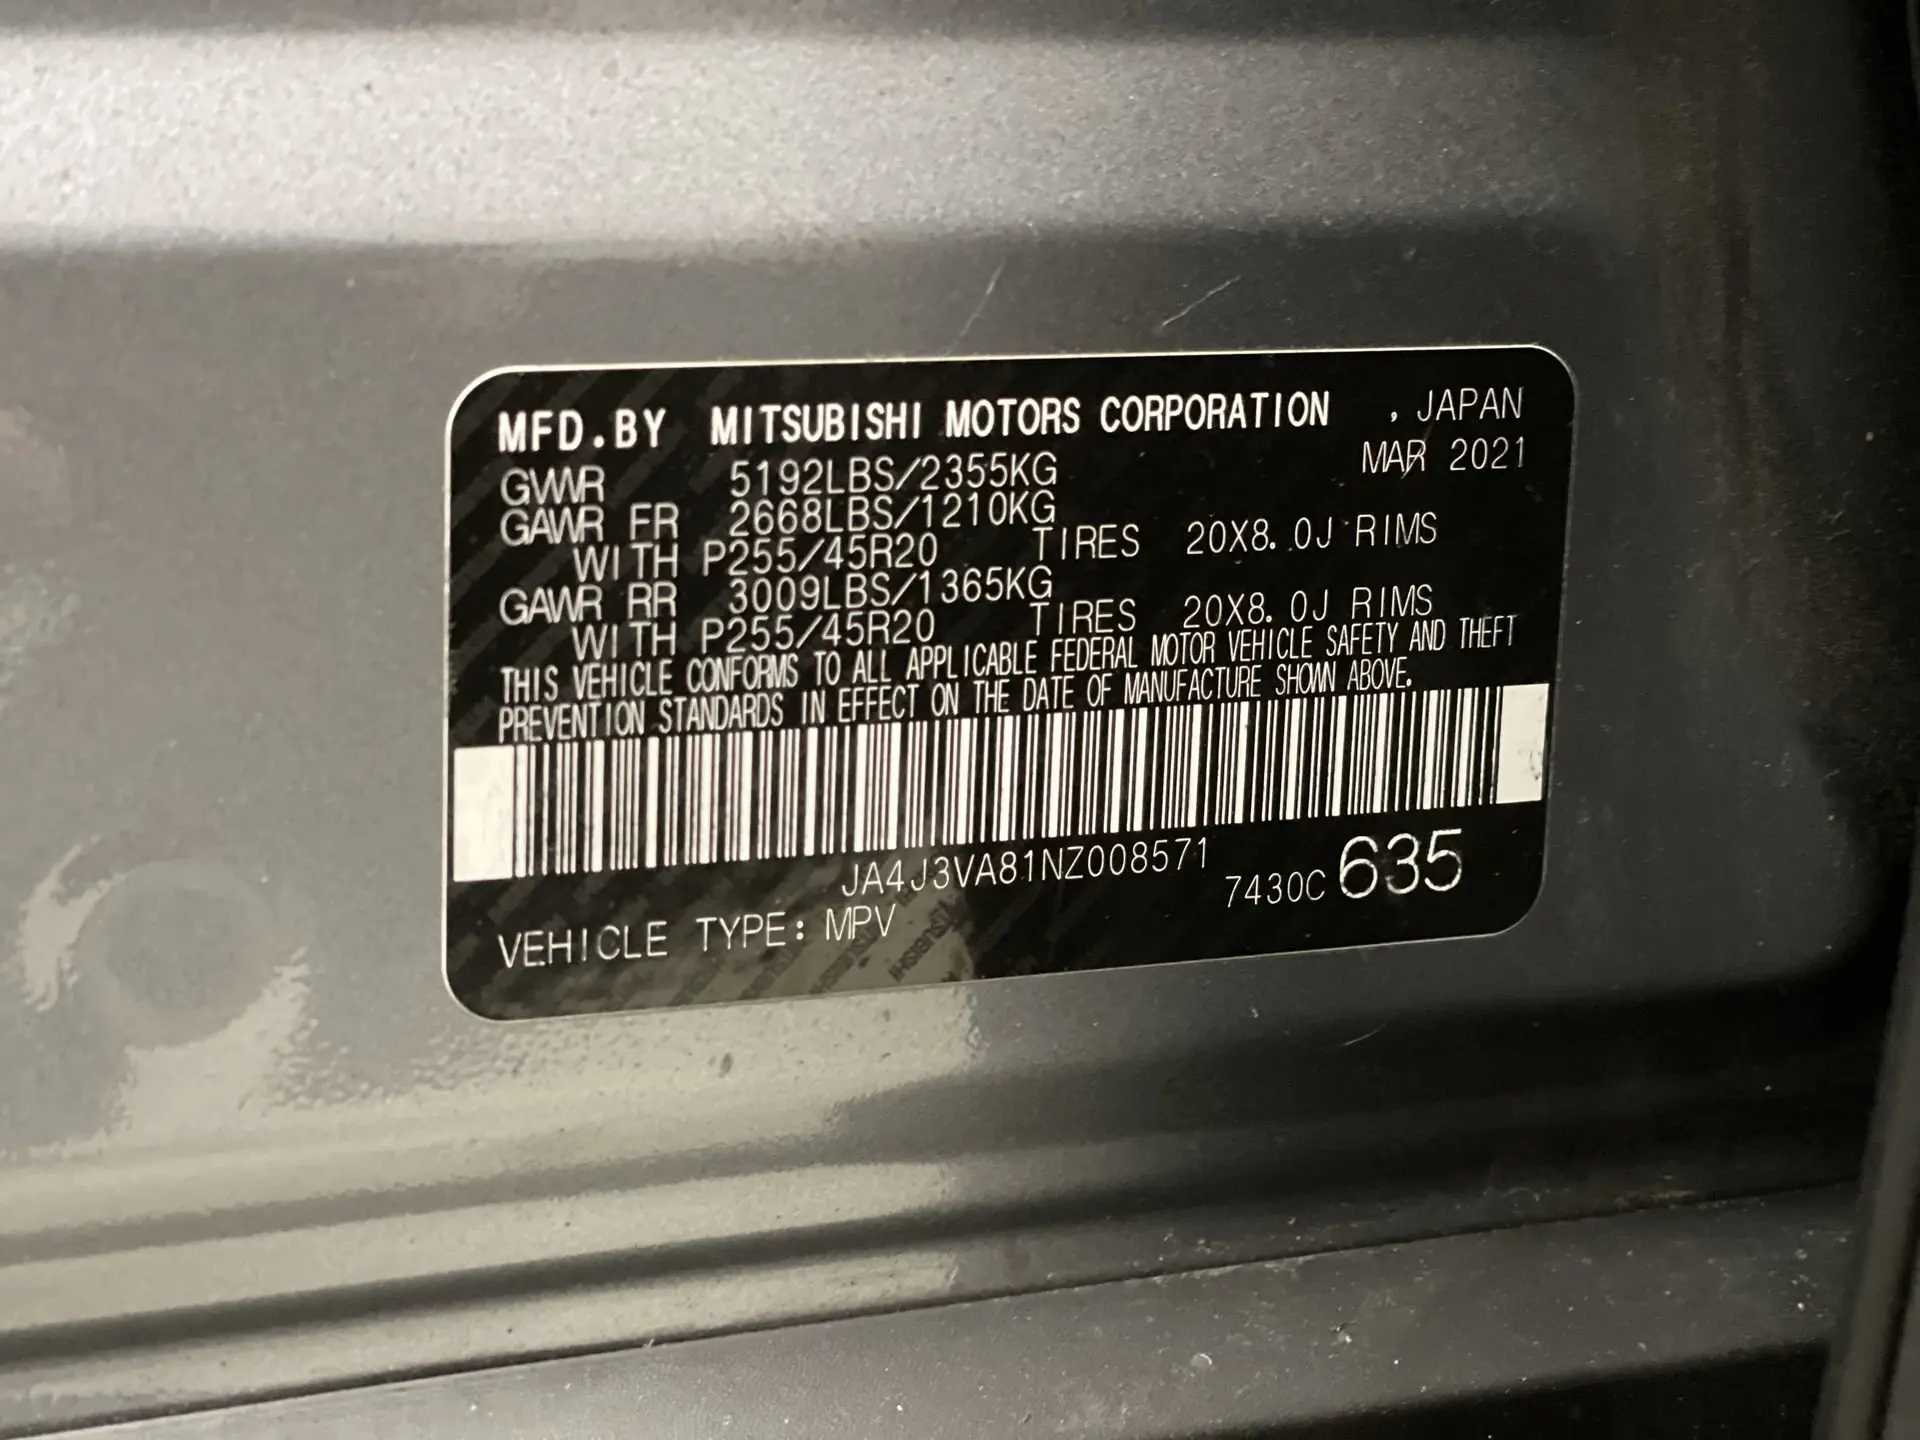 MFD.BY MITSUBISHI MOTORS CORPORATION , JAPAN
MAR 2021
GVWR 5192LBS/2355KG
GAWR FR 2668LBS/1210KG
WITH P255/45R20 TIRES 20X8.0J RIMS
GAWR RR 3009LBS/1365KG
WITH P255/45R20 TIRES 20X8.0J RIMS
THIS VEHICLE CONFORMS TO ALL APPLICABLE FEDERAL MOTOR VEHICLE SAFETY AND THEFT
PREVENTION STANDARDS IN EFFECT ON THE DATE OF MANUFACTURE SHOWN ABOVE.
JA4J3VA81NZ008571
7430C 635
VEHICLE TYPE: MPV